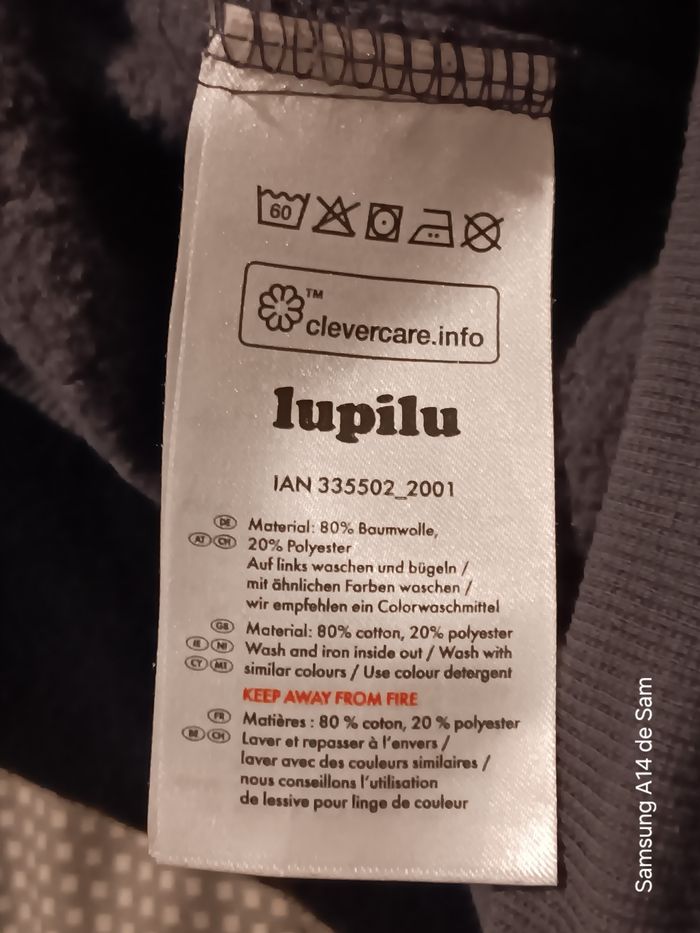 60
™
clevercare.info
lupilu
IAN 335502_2001
DE Material: 80% Baumwolle,
AT CH 20% Polyester
Auf links waschen und bügeln /
mit ähnlichen Farben waschen /
wir empfehlen ein Colorwaschmittel
GB Material: 80% cotton, 20% polyester
IE NI Wash and iron inside out / Wash with
CY MT similar colours / Use colour detergent
KEEP AWAY FROM FIRE
FR Matières : 80 % coton, 20 % polyester
BE CH Laver et repasser à l'envers /
laver avec des couleurs similaires /
nous conseillons l'utilisation
de lessive pour linge de couleur
Samsung A14 de Sam